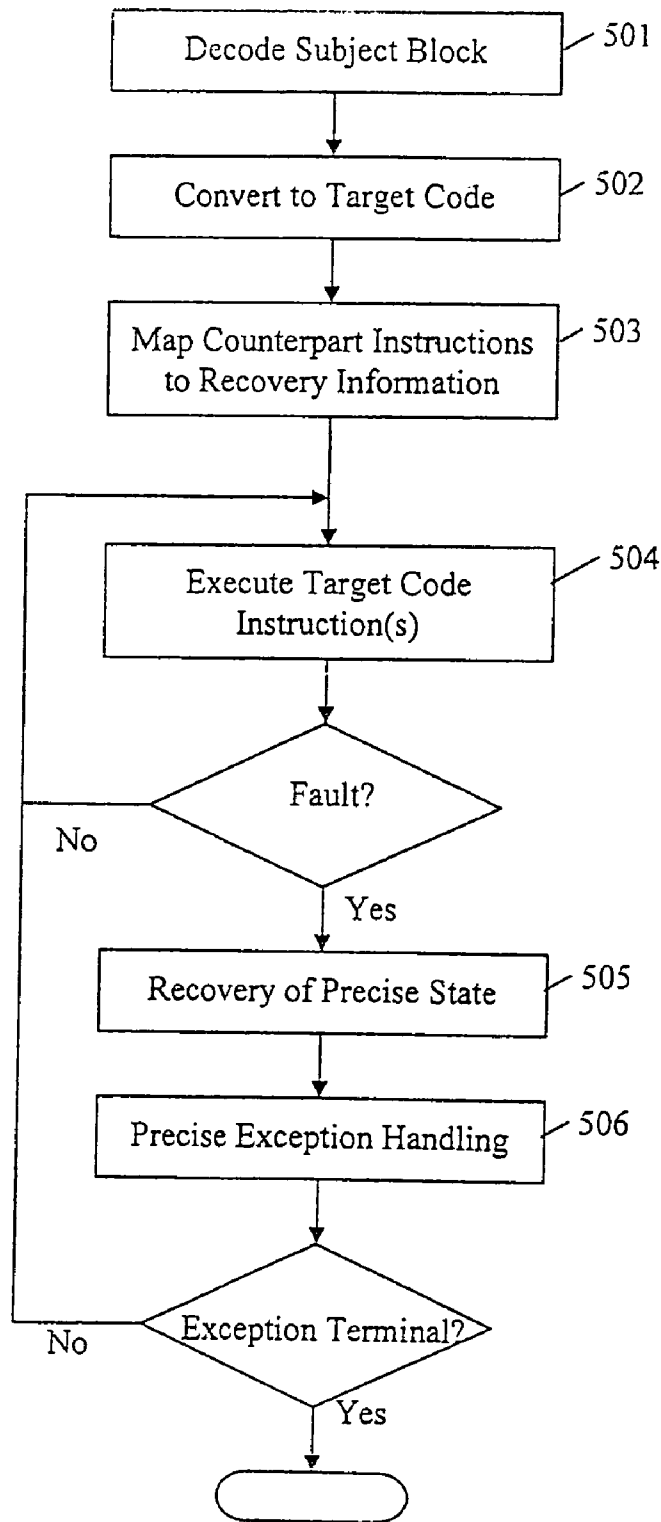 Decode Subject Block
501
Convert to Target Code
502
Map Counterpart Instructions
to Recovery Information
503
Execute Target Code
Instruction(s)
504
Fault?
No
Yes
Recovery of Precise State
505
Precise Exception Handling
506
Exception Terminal?
No
Yes